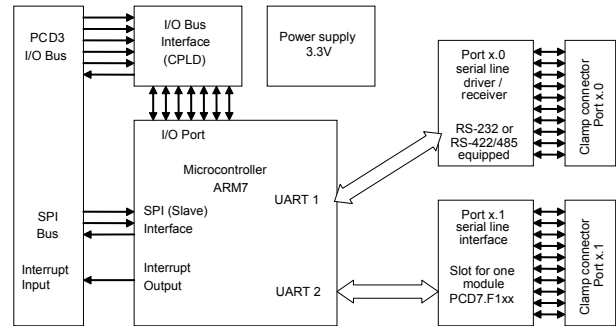 PCD3
I/O Bus
SPI
Bus
Interrupt
Input
I/O Bus
Interface
(CPLD)
Power supply
3.3V
I/O Port
Microcontroller
ARM7
UART 1
SPI (Slave)
Interface
Interrupt
Output
UART 2
Port x.0
serial line
driver /
receiver
RS-232 or
RS-422/485
equipped
Clamp connector
Port x.0
Port x.1
serial line
interface
Slot for one
module
PCD7.F1xx
Clamp connector
Port x.1